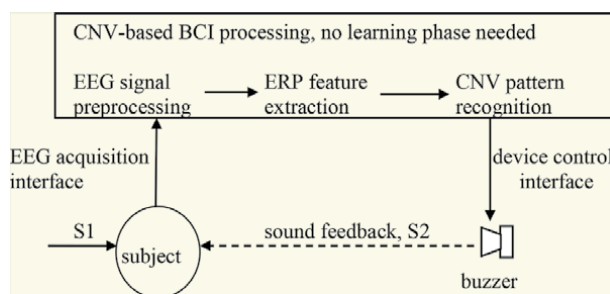 CNV-based BCI processing, no learning phase needed
EEG signal preprocessing
ERP feature extraction
CNV pattern recognition
EEG acquisition interface
device control interface
S1
subject
sound feedback, S2
buzzer